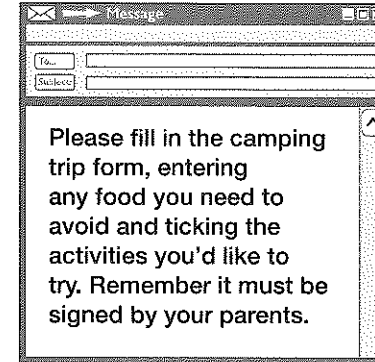 Message
To...
Subject:
Please fill in the camping
trip form, entering
any food you need to
avoid and ticking the
activities you'd like to
try. Remember it must be
signed by your parents.